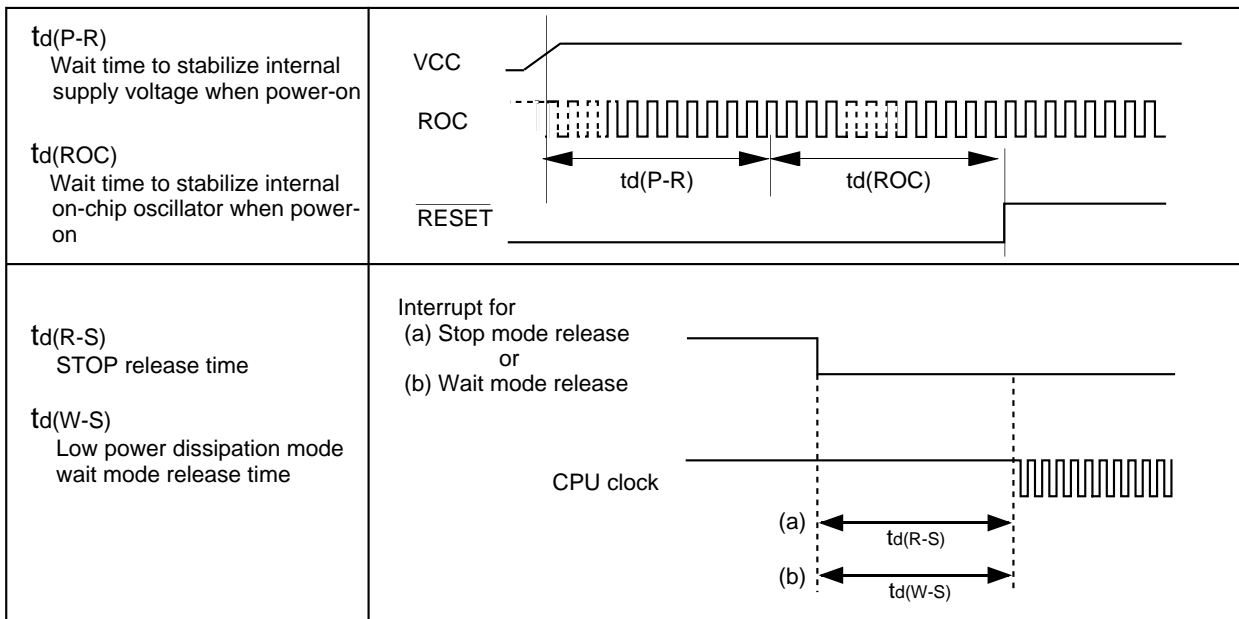 td(P-R)
Wait time to stabilize internal
supply voltage when power-on
td(ROC)
Wait time to stabilize internal
on-chip oscillator when power-
on
VCC
ROC
td(P-R)
td(ROC)
RESET
td(R-S)
STOP release time
td(W-S)
Low power dissipation mode
wait mode release time
Interrupt for
(a) Stop mode release
or
(b) Wait mode release
CPU clock
(a)
td(R-S)
(b)
td(W-S)